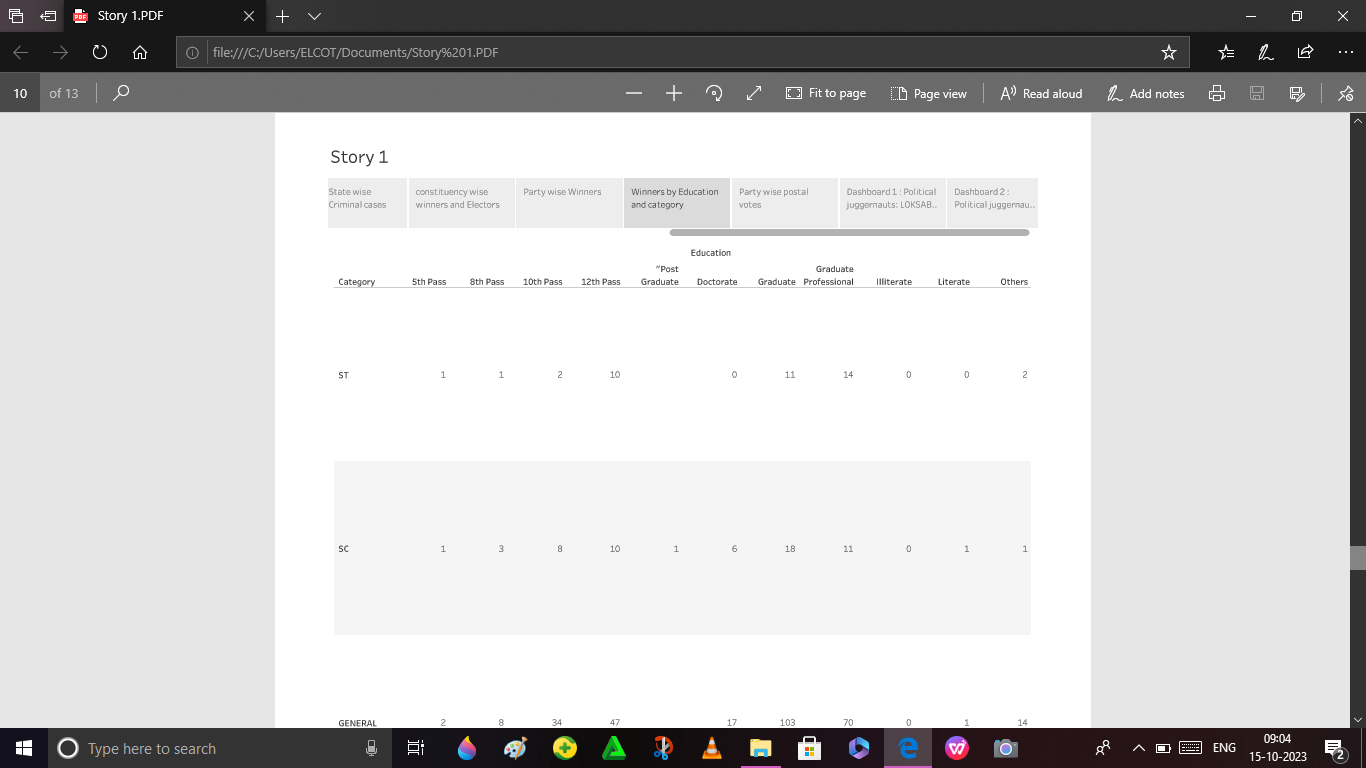 Story 1.PDF
file:///C:/Users/ELCOT/Documents/Story%201.PDF
10 of 13 Fit to page Page view Read aloud Add notes
Story 1
State wise Criminal cases
constituency wise winners and Electors
Party wise Winners
Winners by Education and category
Party wise postal votes
Dashboard 1 : Political juggernauts: LOKSAB..
Dashboard 2 : Political juggernau..
Education
Category 5th Pass 8th Pass 10th Pass 12th Pass "Post Graduate Doctorate Graduate Graduate Professional Illiterate Literate Others
ST 1 1 2 10 0 11 14 0 0 2
SC 1 3 8 10 1 6 18 11 0 1 1
GENERAL 2 8 34 47 17 103 70 0 1 14
Type here to search
ENG
09:04
15-10-2023
2